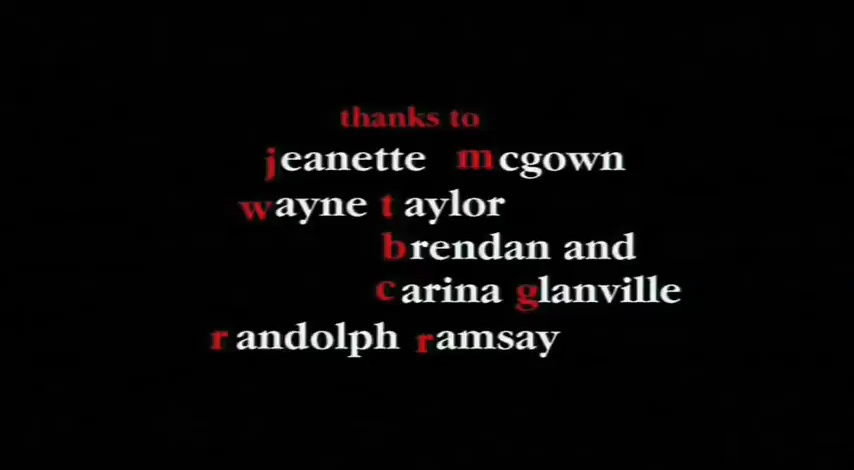 thanks to
jeanette mcgown
wayne taylor
brendan and
carina glanville
randolph ramsay